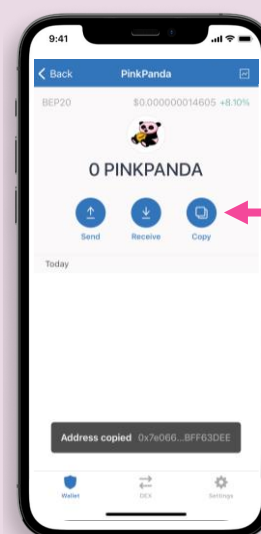 9:41
Back PinkPanda
BEP20 $0.000000014605 +8.10%
0 PINKPANDA
Send Receive Copy
Today
Address copied 0x7e066...BFF63DEE
Wallet DEX Settings